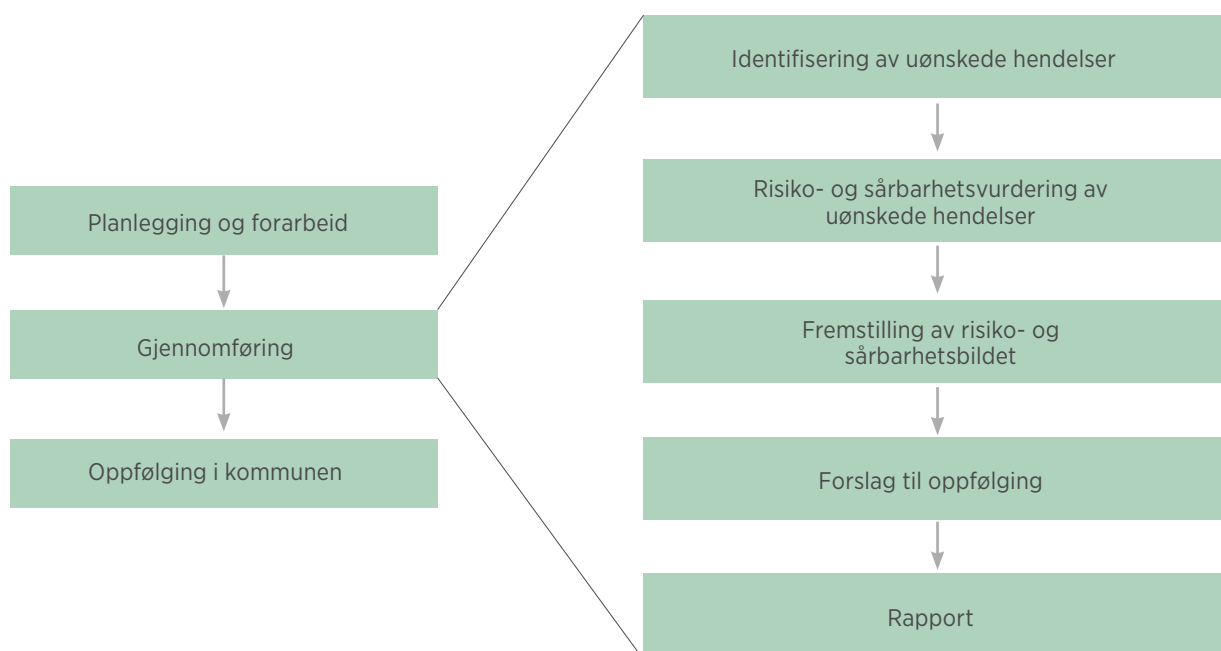 Planlegging og forarbeid
Gjennomføring
Oppfølging i kommunen
Identifisering av uønskede hendelser
Risiko- og sårbarhetsvurdering av
uønskede hendelser
Fremstilling av risiko- og
sårbarhetsbildet
Forslag til oppfølging
Rapport